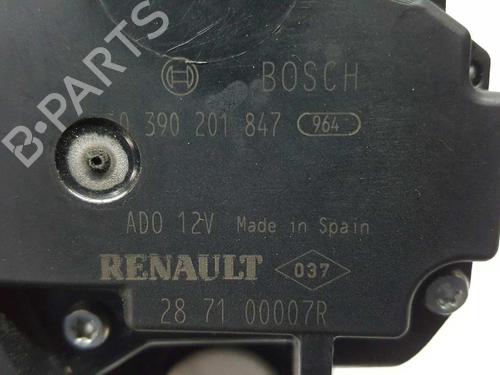 B-PARTS
BOSCH
0 390 201 847 964
ADO 12V Made in Spain
RENAULT 037
28 71 00007R